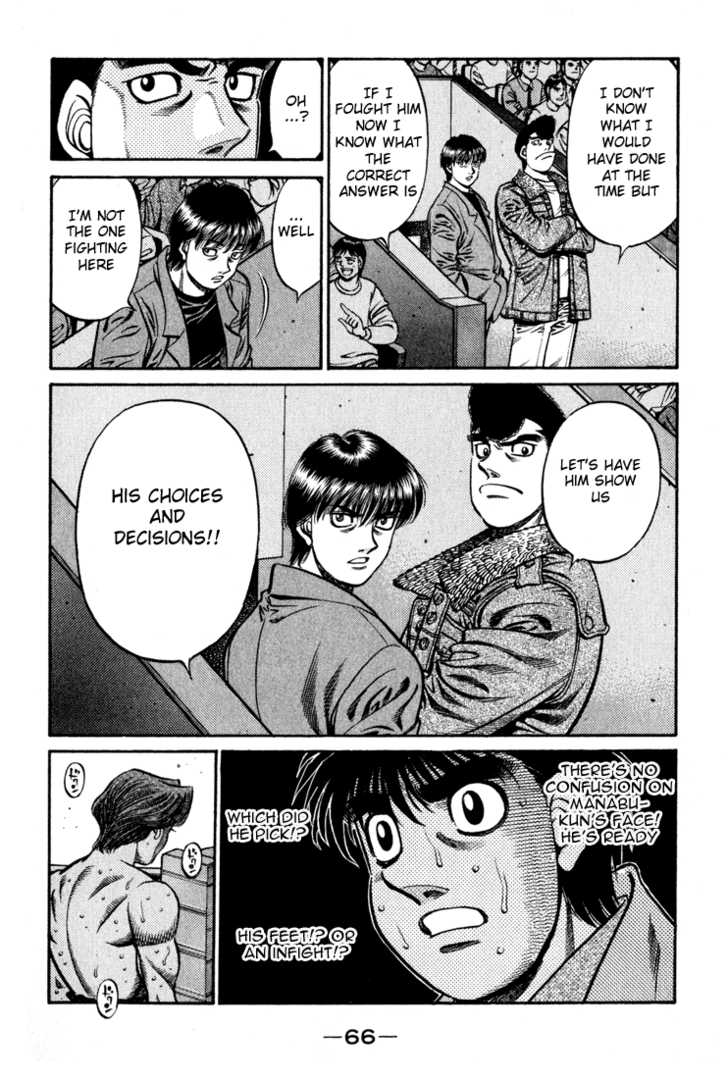 I DON'T
KNOW
WHAT I
WOULD
HAVE DONE
AT THE
TIME BUT
IF I
FOUGHT HIM
NOW I
KNOW WHAT
THE
CORRECT
ANSWER IS
OH
...?
...
WELL
I'M NOT
THE ONE
FIGHTING
HERE
LET'S HAVE
HIM SHOW
US
HIS CHOICES
AND
DECISIONS!!
THERE'S NO
CONFUSION ON
MANABU-
KUN'S FACE!
HE'S READY
WHICH DID
HE PICK!?
HIS FEET!? OR
AN INFIGHT!?
—66—